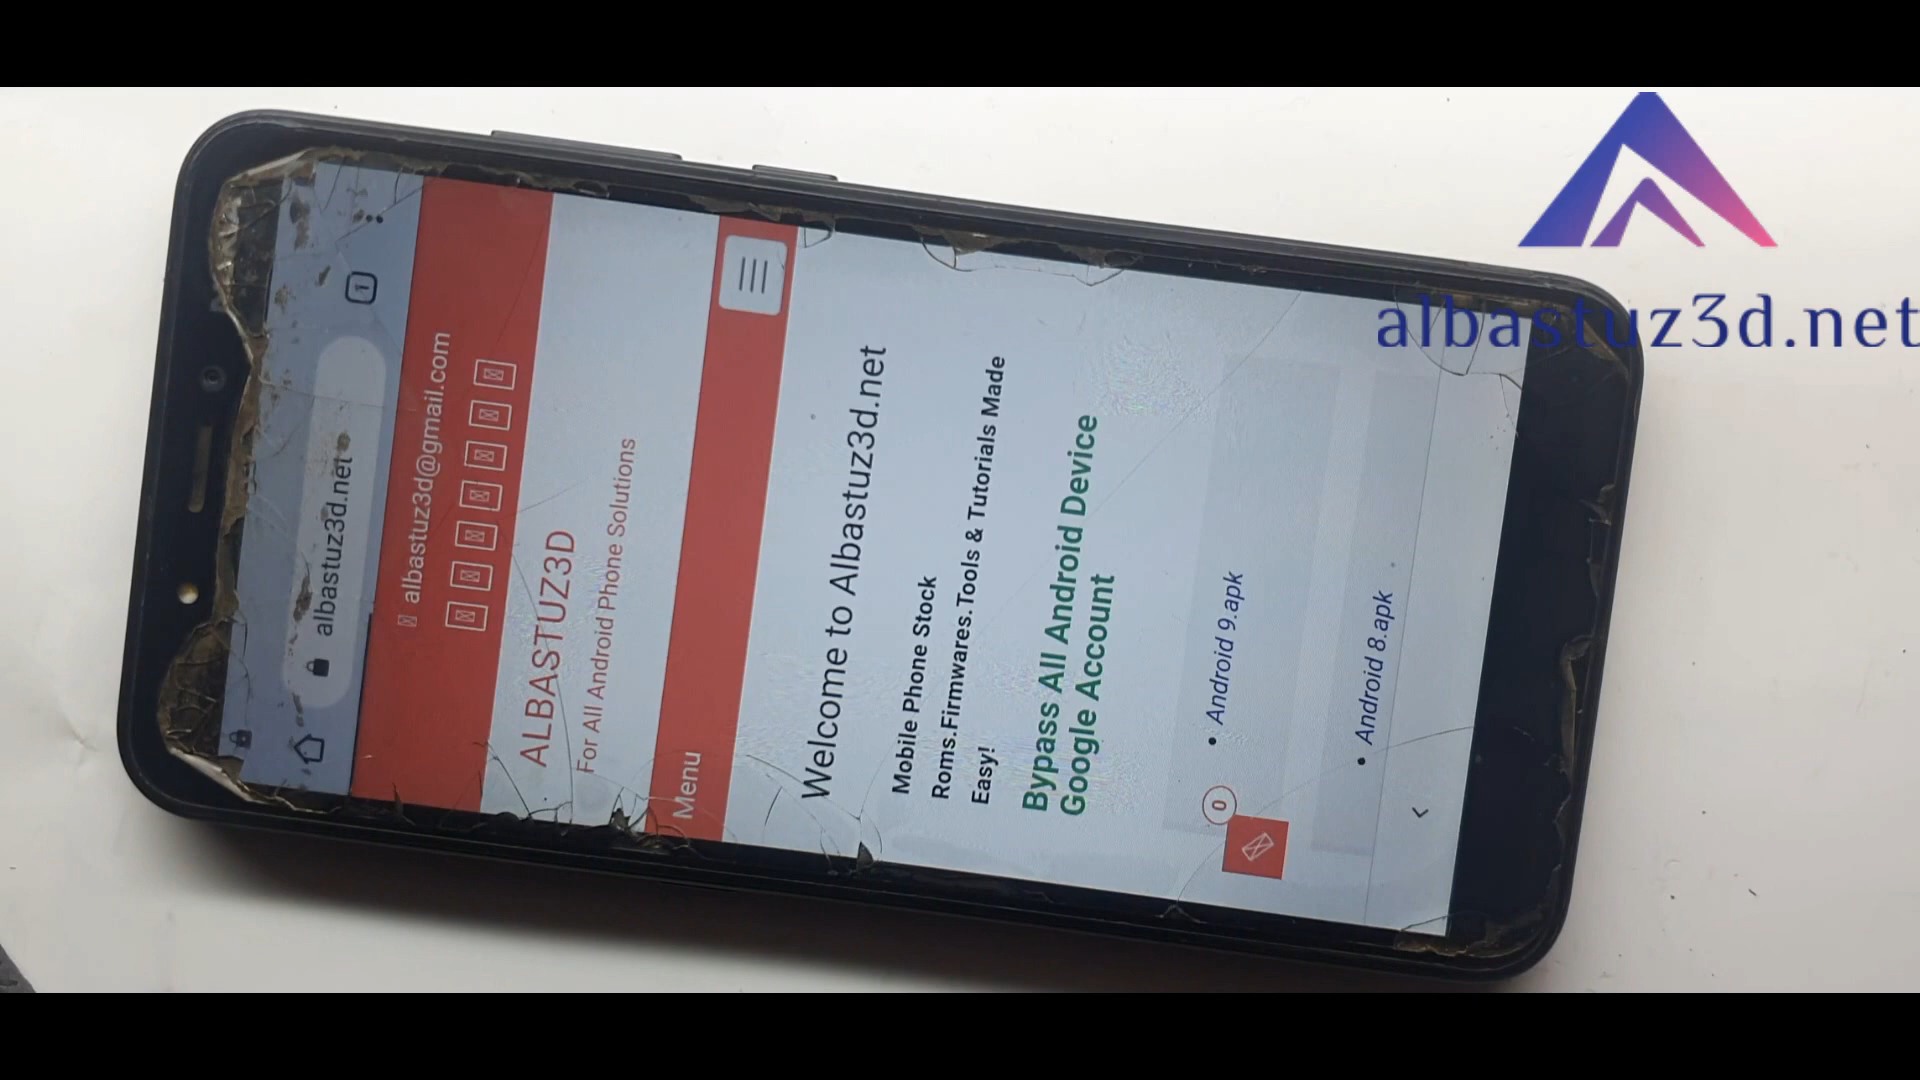 albastuz3d.net
1
albastuz3d@gmail.com
ALBASTUZ3D
For All Android Phone Solutions
Menu
Welcome to Albastuz3d.net
Mobile Phone Stock
Roms.Firmwares.Tools & Tutorials Made
Easy!
Bypass All Android Device
Google Account
• Android 9.apk
0
• Android 8.apk
albastuz3d.net